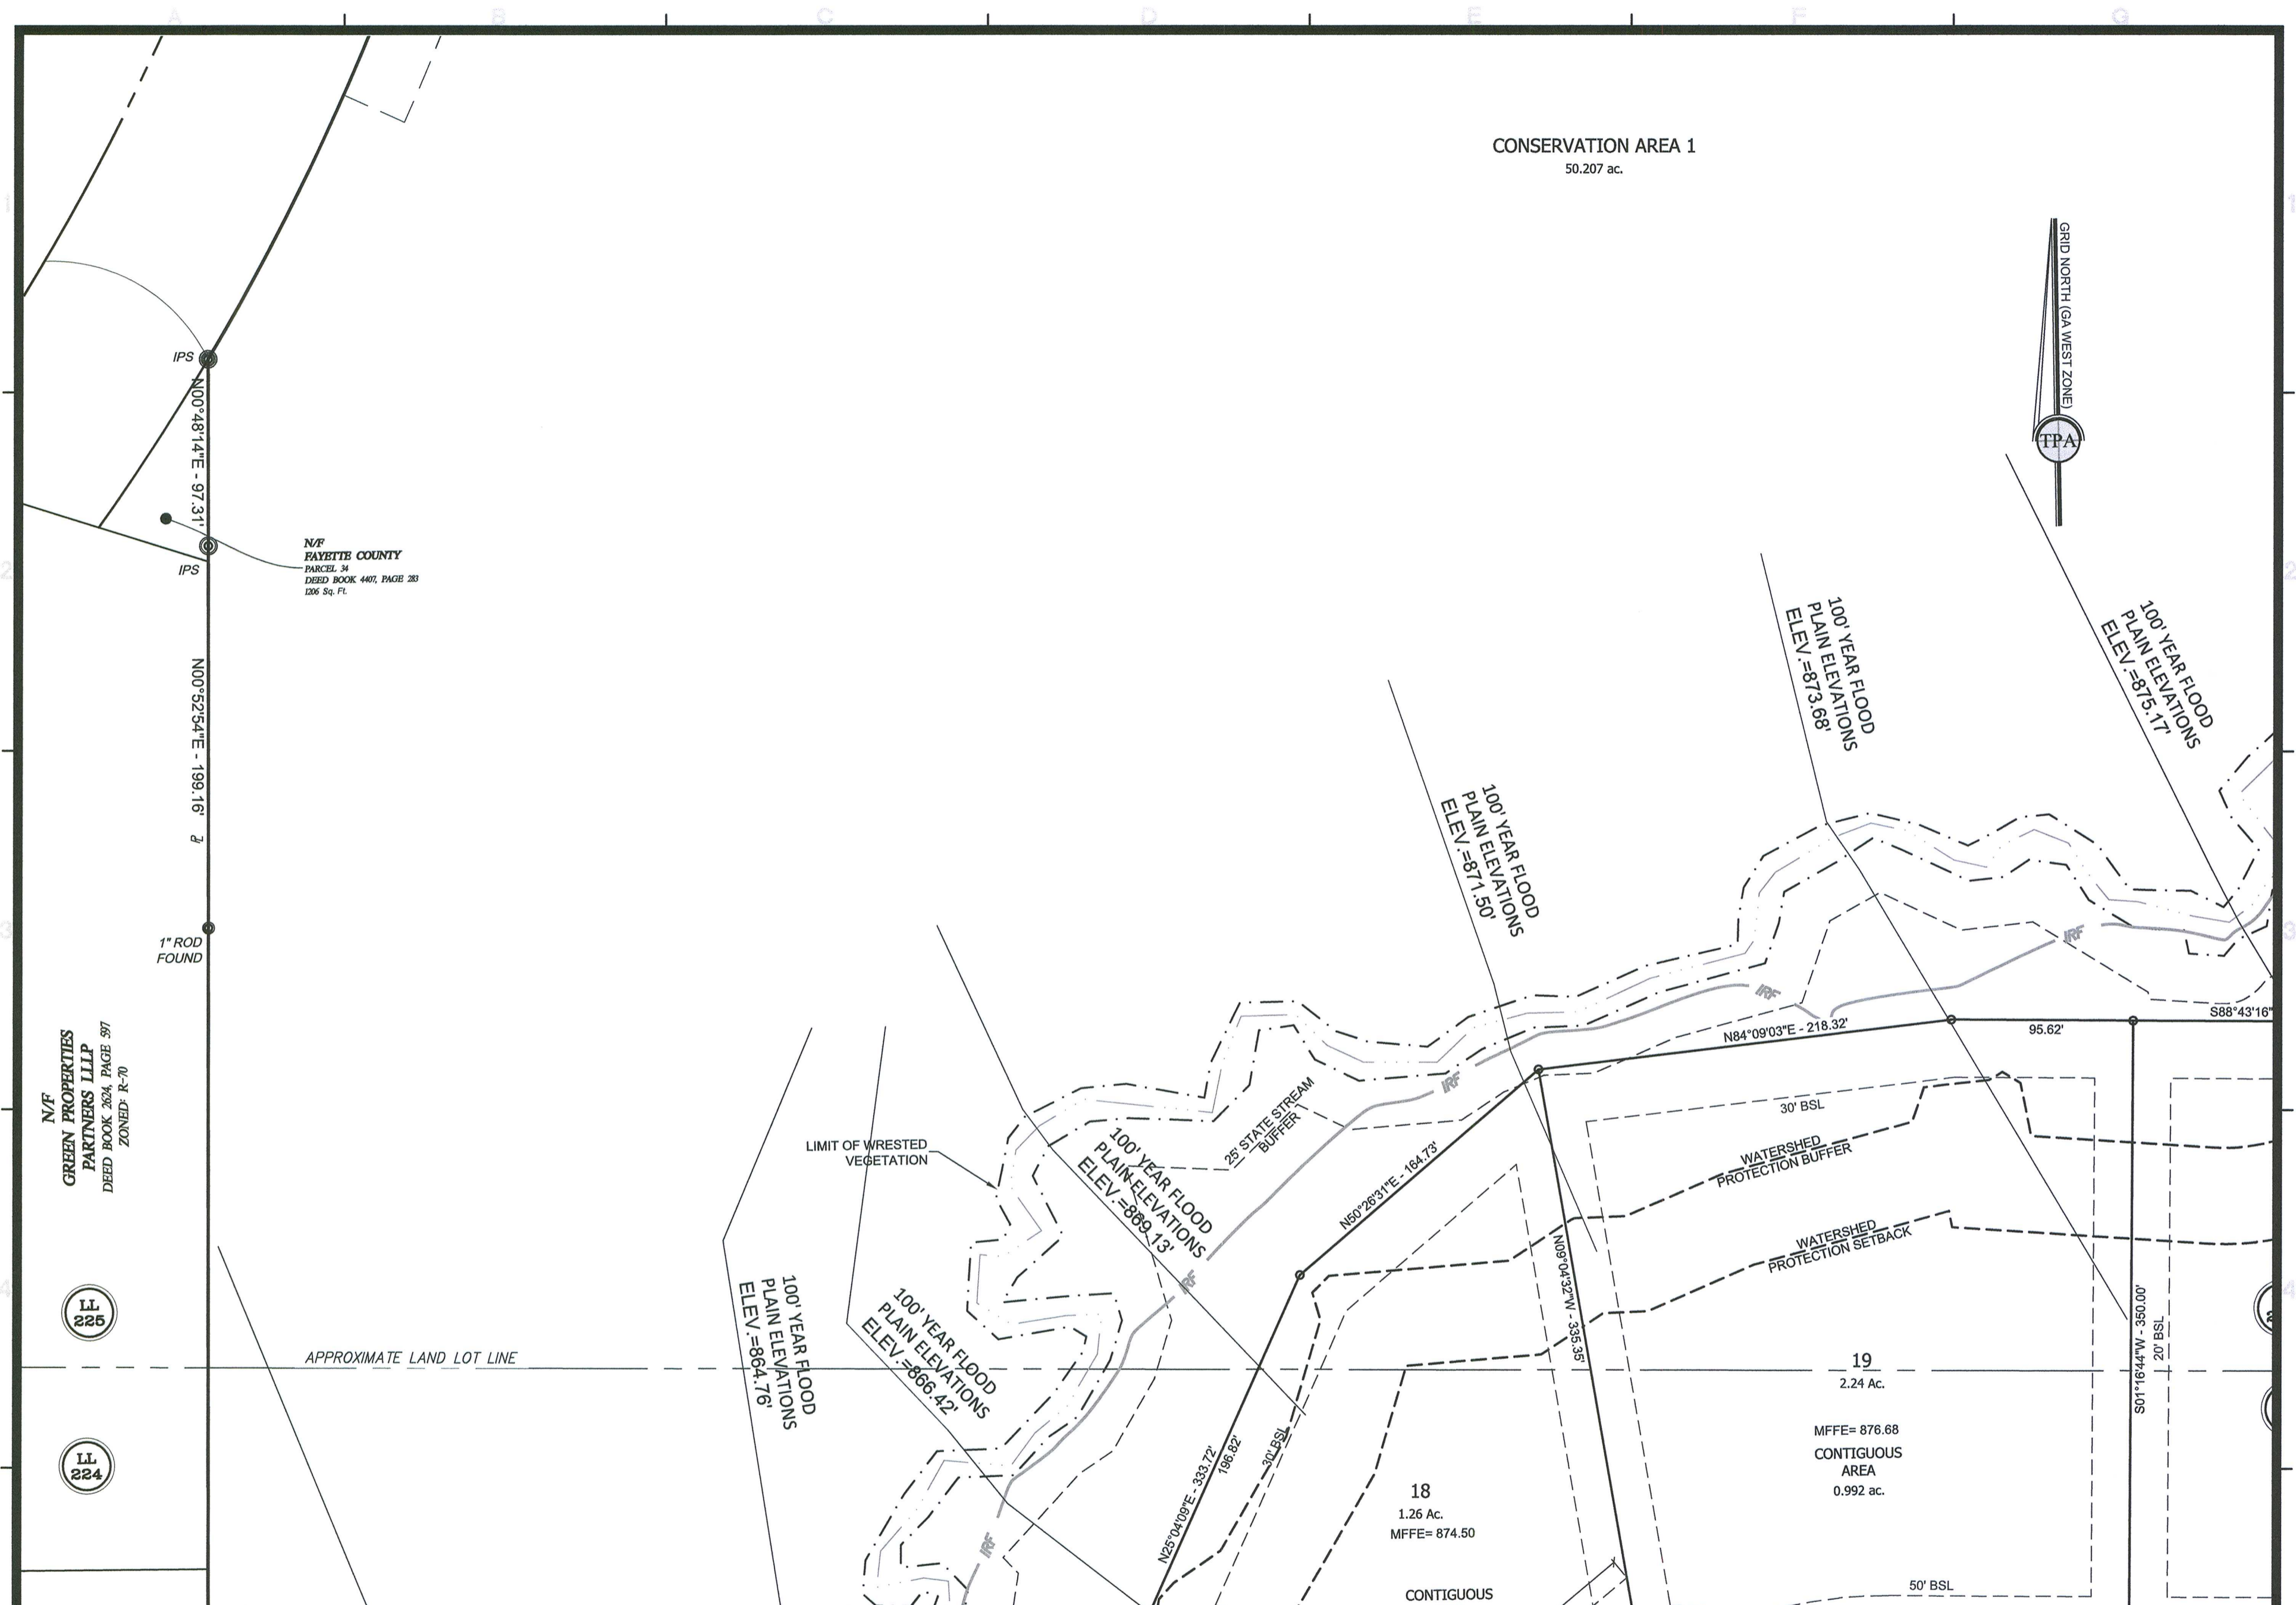 A B C D E F G
1 1
CONSERVATION AREA 1
50.207 ac.
GRID NORTH (GA WEST ZONE)
TPA
IPS
N00°48'14"E - 97.31'
IPS
N/F
FAYETTE COUNTY
PARCEL 34
DEED BOOK 4407, PAGE 283
1206 Sq. Ft.
2 2
N00°52'54"E - 199.16'
1" ROD
FOUND
3 3
N/F
GREEN PROPERTIES
PARTNERS LLLP
DEED BOOK 2624, PAGE 597
ZONED: R-70
100' YEAR FLOOD
PLAIN ELEVATIONS
ELEV.=875.17'
100' YEAR FLOOD
PLAIN ELEVATIONS
ELEV.=873.68'
100' YEAR FLOOD
PLAIN ELEVATIONS
ELEV.=871.50'
IRF
IRF
IRF
S88°43'16"
95.62'
N84°09'03"E - 218.32'
30' BSL
25' STATE STREAM
BUFFER
LIMIT OF WRESTED
VEGETATION
100' YEAR FLOOD
PLAIN ELEVATIONS
ELEV.=869.13'
N50°26'31"E - 164.73'
WATERSHED
PROTECTION BUFFER
WATERSHED
PROTECTION SETBACK
IRF
N09°04'32"W - 335.35'
S01°16'44"W - 350.00'
20' BSL
4 4
LL
225
APPROXIMATE LAND LOT LINE
LL
224
100' YEAR FLOOD
PLAIN ELEVATIONS
ELEV.=864.76'
100' YEAR FLOOD
PLAIN ELEVATIONS
ELEV.=866.42'
IRF
N25°04'09"E - 333.72'
196.82'
30' BSL
18
1.26 Ac.
MFFE= 874.50
CONTIGUOUS
19
2.24 Ac.
MFFE= 876.68
CONTIGUOUS
AREA
0.992 ac.
50' BSL